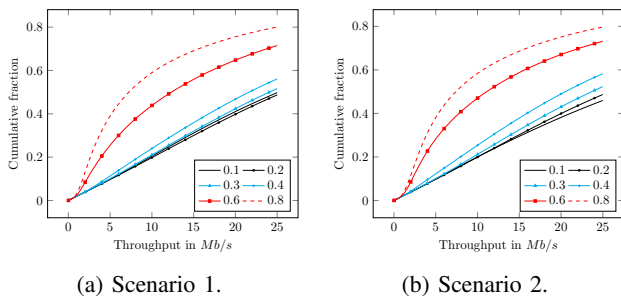 0.8
0.6
0.4
0.2
0
Cumulative fraction
0 5 10 15 20 25
Throughput in Mb/s
0.1 0.2
0.3 0.4
0.6 0.8
(a) Scenario 1.
0.8
0.6
0.4
0.2
0
Cumulative fraction
0 5 10 15 20 25
Throughput in Mb/s
0.1 0.2
0.3 0.4
0.6 0.8
(b) Scenario 2.